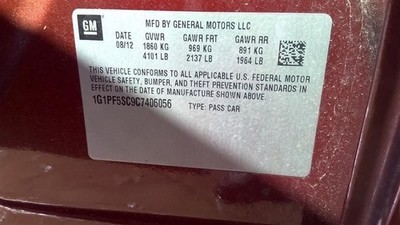 GM
MFD BY GENERAL MOTORS LLC
DATE GVWR GAWR FRT GAWR RR
08/12 1860 KG 969 KG 891 KG
4101 LB 2137 LB 1964 LB
THIS VEHICLE CONFORMS TO ALL APPLICABLE U.S. FEDERAL MOTOR
VEHICLE SAFETY, BUMPER, AND THEFT PREVENTION STANDARDS IN
EFFECT ON THE DATE OF MANUFACTURE SHOWN ABOVE.
1G1PF5SC9C7406056 TYPE: PASS CAR